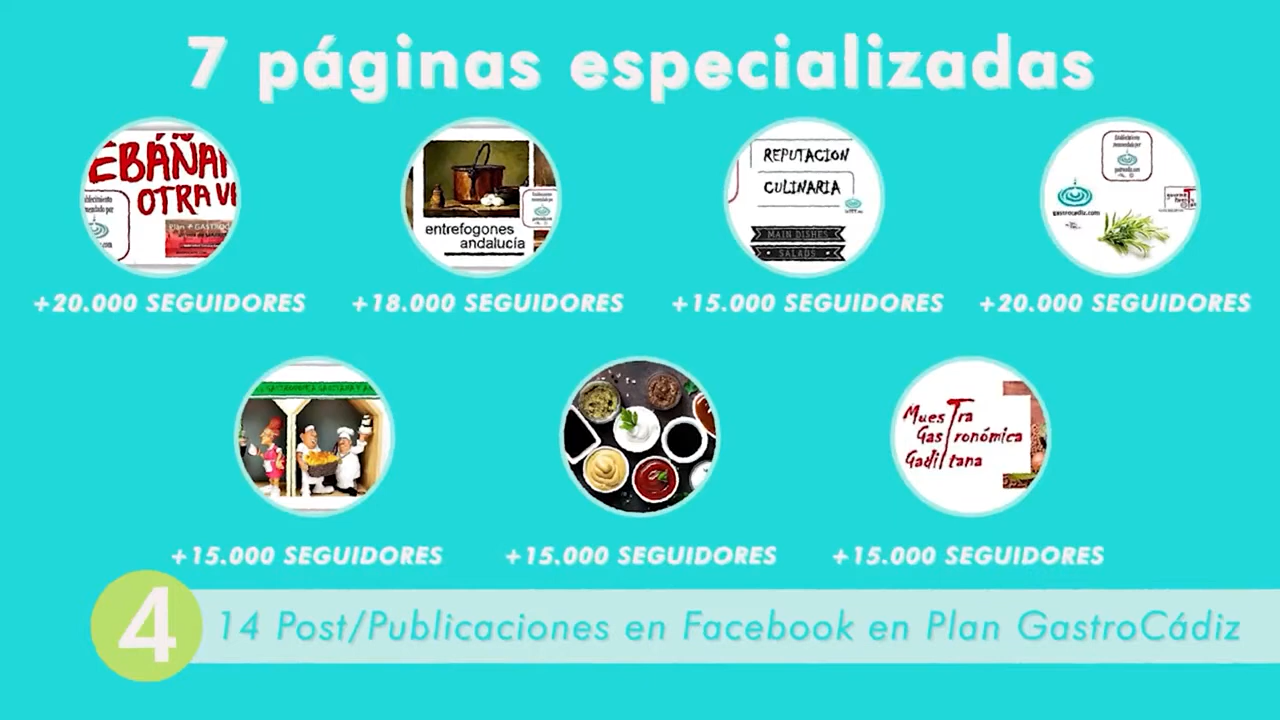 7 páginas especializadas
OTRA
entrefogones
andalucía
REPUTACION
CULINARIA
MAIN DISHES
SALADS
gastrocadiz.com
+20.000 SEGUIDORES
+18.000 SEGUIDORES
+15.000 SEGUIDORES
+20.000 SEGUIDORES
Muestra
Gastronómica
Gaditana
+15.000 SEGUIDORES
+15.000 SEGUIDORES
+15.000 SEGUIDORES
4
14 Post/Publicaciones en Facebook en Plan GastroCádiz